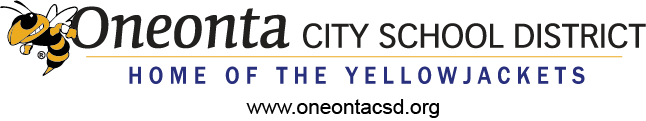 Oneonta CITY SCHOOL DISTRICT
®
HOME OF THE YELLOWJACKETS
www.oneontacsd.org